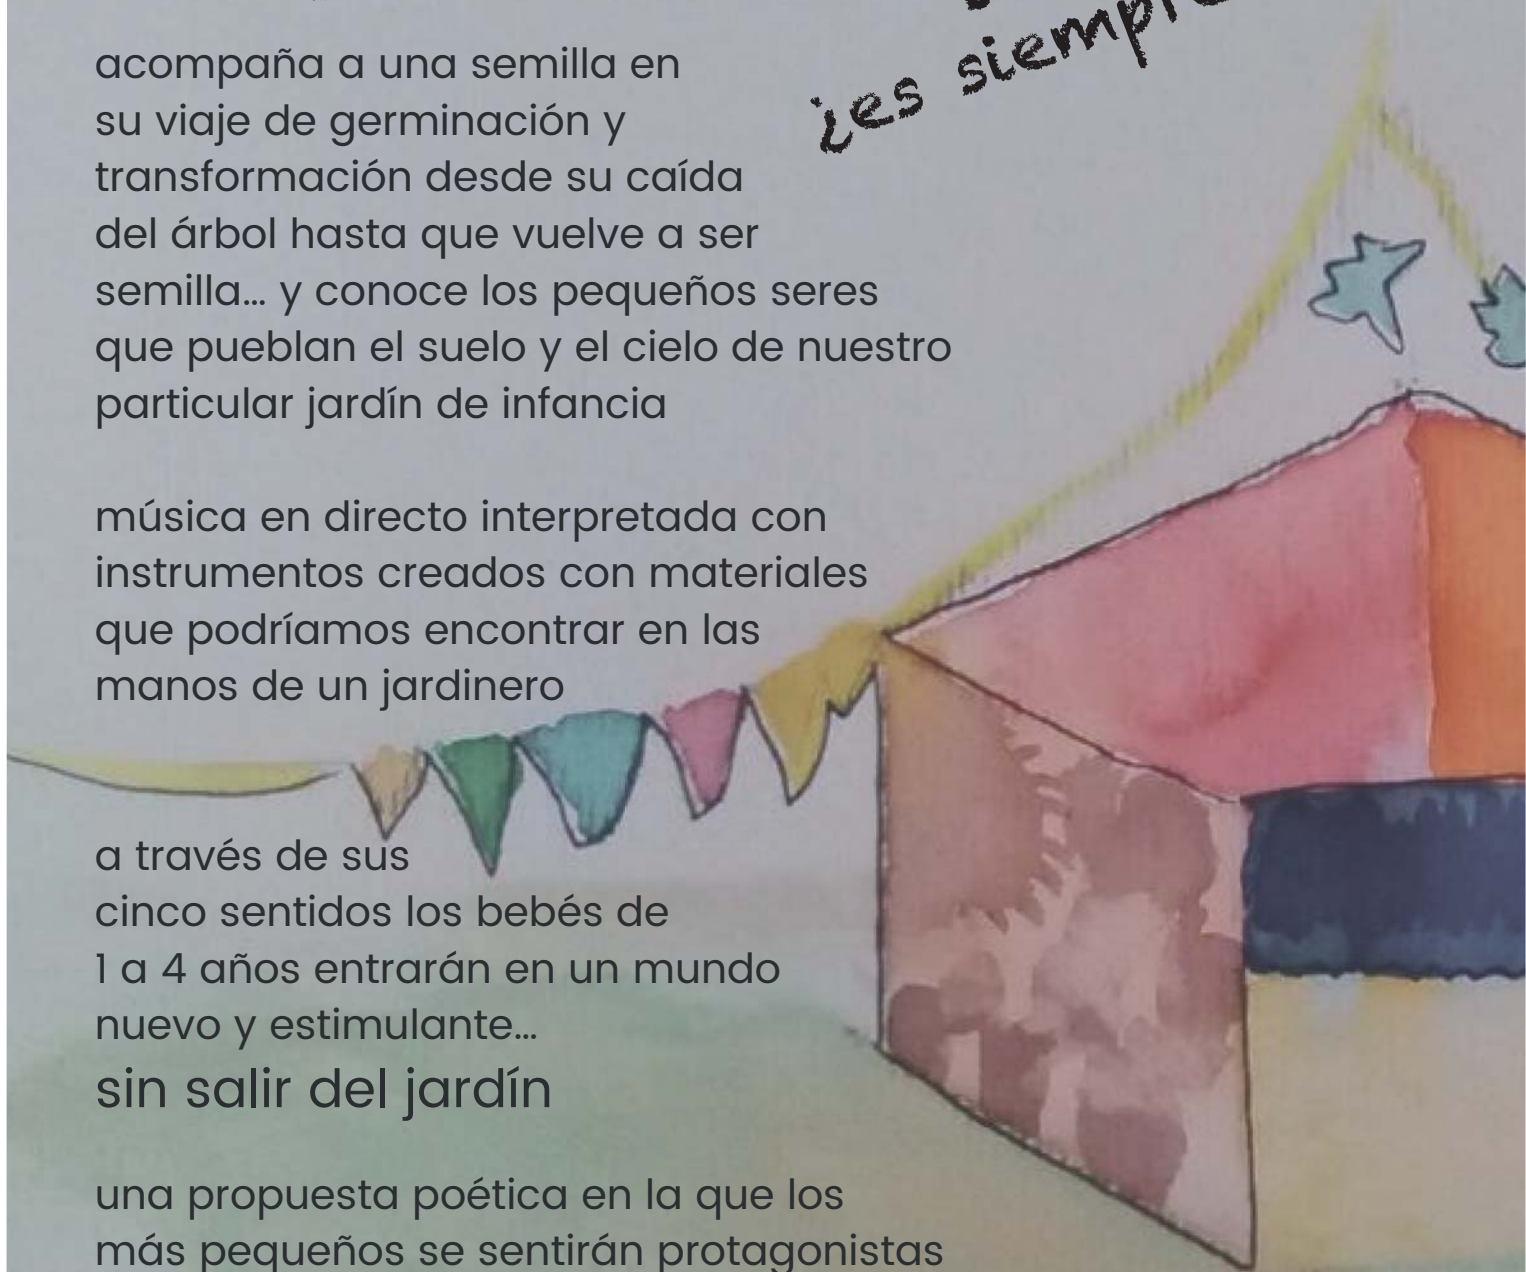 ¿es siempre
acompaña a una semilla en
su viaje de germinación y
transformación desde su caída
del árbol hasta que vuelve a ser
semilla... y conoce los pequeños seres
que pueblan el suelo y el cielo de nuestro
particular jardín de infancia
música en directo interpretada con
instrumentos creados con materiales
que podríamos encontrar en las
manos de un jardinero
a través de sus
cinco sentidos los bebés de
1 a 4 años entrarán en un mundo
nuevo y estimulante...
sin salir del jardín
una propuesta poética en la que los
más pequeños se sentirán protagonistas